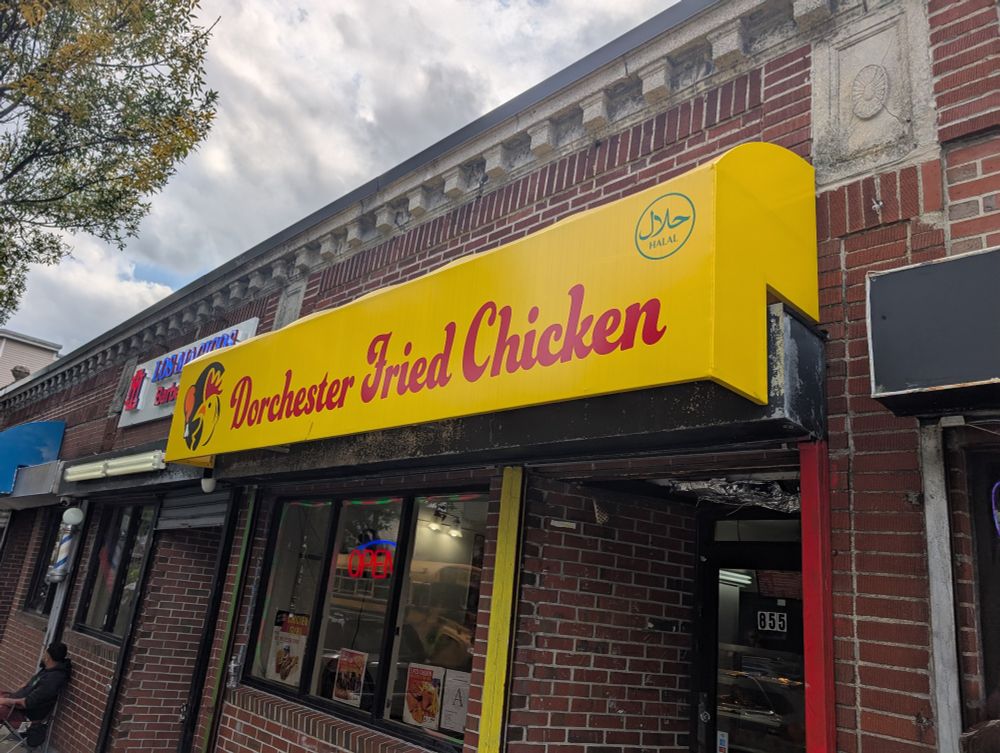 حلال
HALAL
Dorchester Fried Chicken
OPEN
855
A